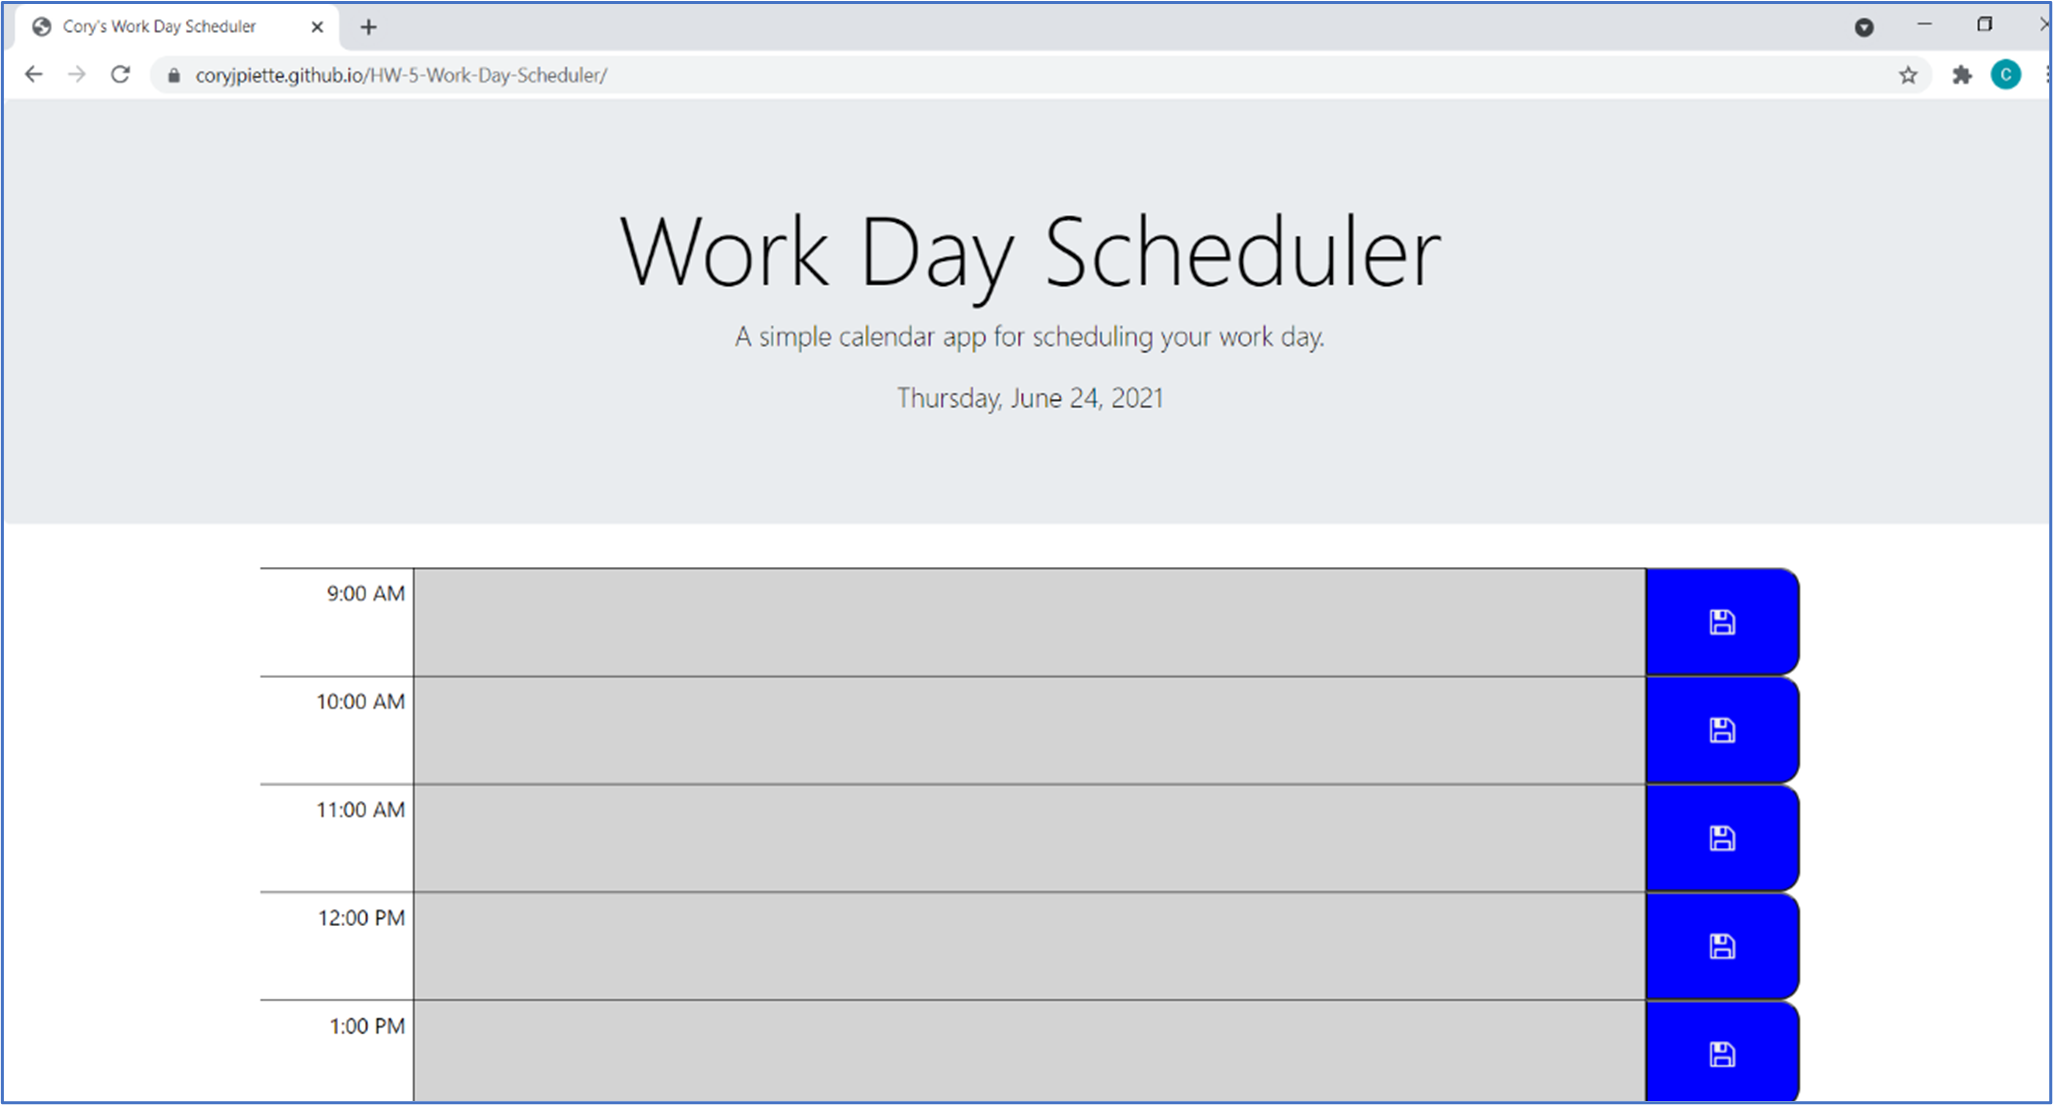 Cory's Work Day Scheduler
coryjpiette.github.io/HW-5-Work-Day-Scheduler/
C
Work Day Scheduler
A simple calendar app for scheduling your work day.
Thursday, June 24, 2021
9:00 AM
10:00 AM
11:00 AM
12:00 PM
1:00 PM